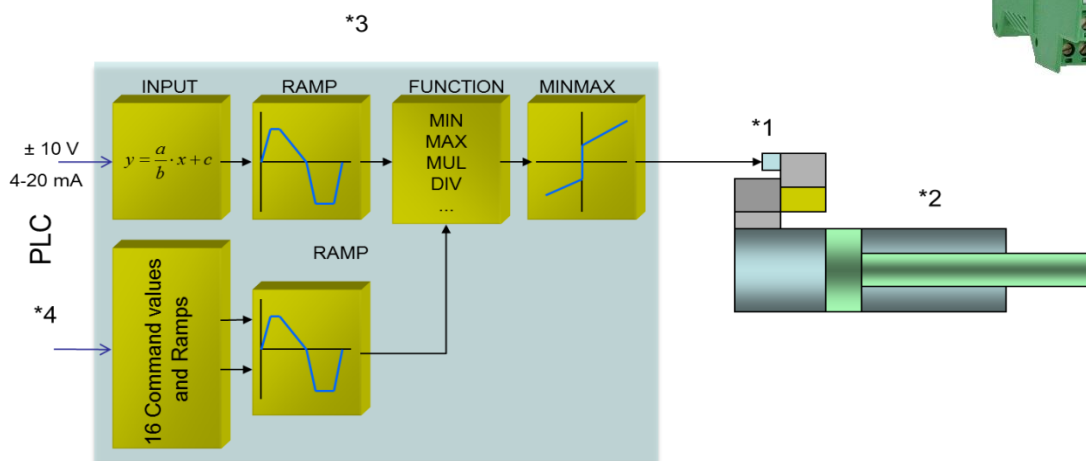 *3
INPUT
RAMP
FUNCTION
MINMAX
*1
± 10 V
4-20 mA
y = a/b · x + c
MIN
MAX
MUL
DIV
...
*2
PLC
RAMP
*4
16 Command values
and Ramps